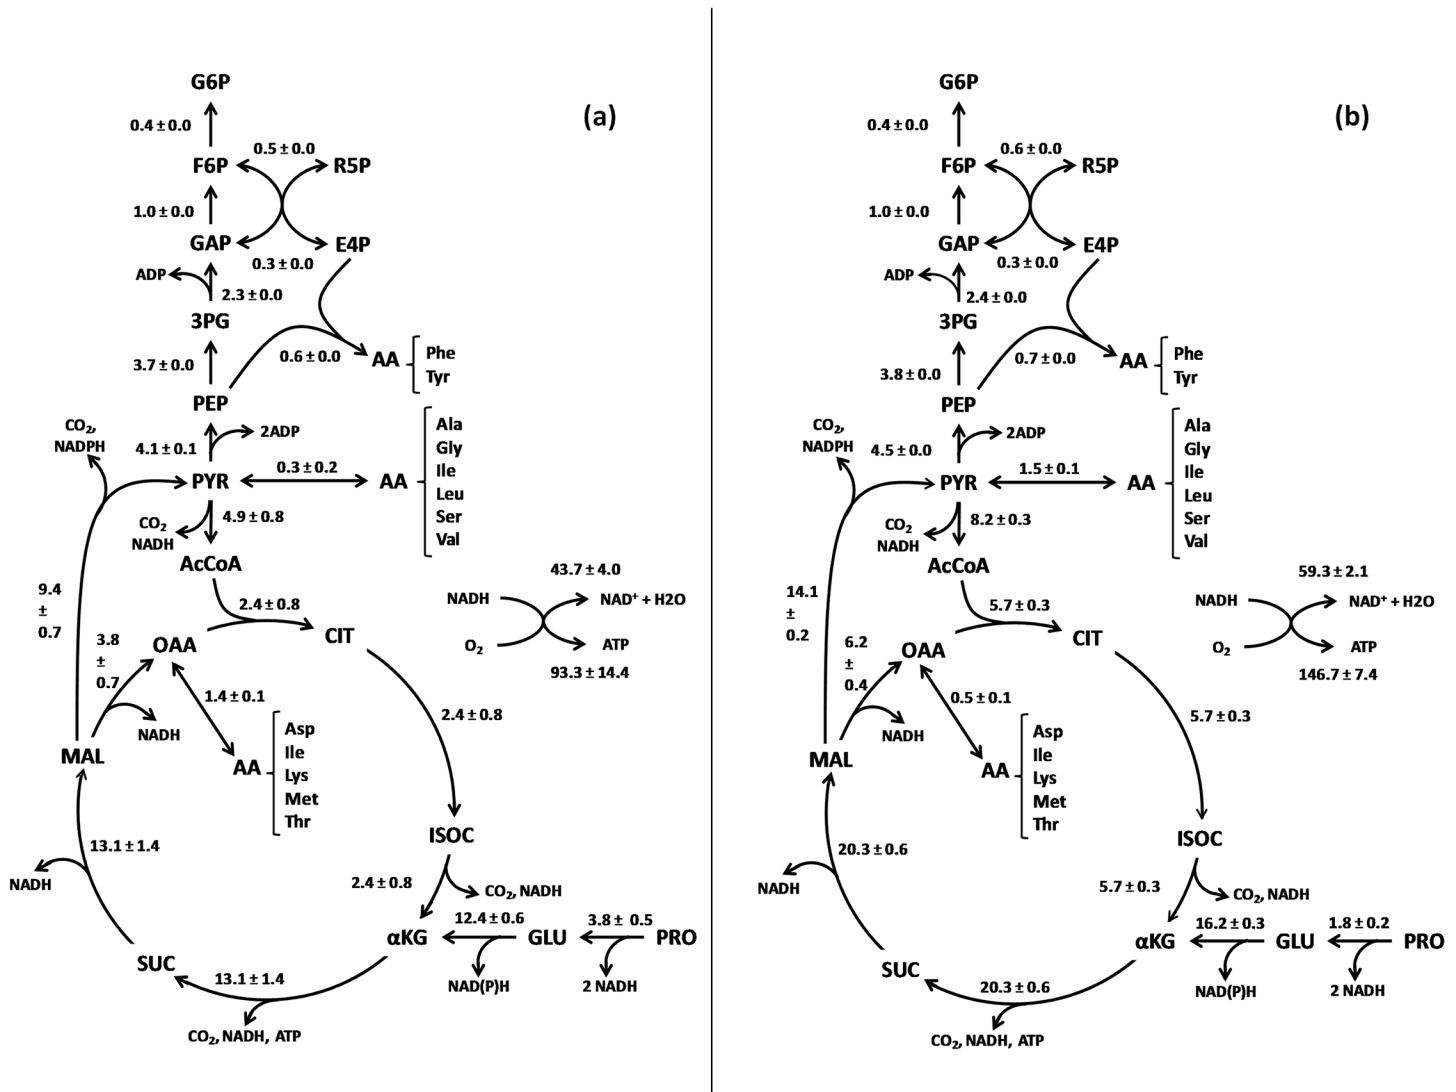 G6P
(a)
0.4 ± 0.0
0.5 ± 0.0
F6P
R5P
1.0 ± 0.0
GAP
E4P
0.3 ± 0.0
ADP
2.3 ± 0.0
3PG
3.7 ± 0.0
0.6 ± 0.0
AA
Phe
Tyr
PEP
CO2,
NADPH
4.1 ± 0.1
2ADP
0.3 ± 0.2
PYR
AA
Ala
Gly
Ile
Leu
Ser
Val
CO2
NADH
4.9 ± 0.8
AcCoA
9.4
±
0.7
2.4 ± 0.8
43.7 ± 4.0
NADH
NAD+ + H2O
O2
ATP
93.3 ± 14.4
3.8
±
0.7
OAA
CIT
1.4 ± 0.1
2.4 ± 0.8
NADH
MAL
AA
Asp
Ile
Lys
Met
Thr
13.1 ± 1.4
ISOC
NADH
2.4 ± 0.8
CO2, NADH
12.4 ± 0.6
3.8 ± 0.5
αKG
GLU
PRO
SUC
13.1 ± 1.4
NAD(P)H
2 NADH
CO2, NADH, ATP
G6P
(b)
0.4 ± 0.0
0.6 ± 0.0
F6P
R5P
1.0 ± 0.0
GAP
E4P
0.3 ± 0.0
ADP
2.4 ± 0.0
3PG
3.8 ± 0.0
0.7 ± 0.0
AA
Phe
Tyr
PEP
CO2,
NADPH
4.5 ± 0.0
2ADP
1.5 ± 0.1
PYR
AA
Ala
Gly
Ile
Leu
Ser
Val
CO2
NADH
8.2 ± 0.3
AcCoA
14.1
±
0.2
5.7 ± 0.3
59.3 ± 2.1
NADH
NAD+ + H2O
O2
ATP
146.7 ± 7.4
6.2
±
0.4
OAA
CIT
0.5 ± 0.1
5.7 ± 0.3
NADH
MAL
AA
Asp
Ile
Lys
Met
Thr
20.3 ± 0.6
ISOC
NADH
5.7 ± 0.3
CO2, NADH
16.2 ± 0.3
1.8 ± 0.2
αKG
GLU
PRO
SUC
20.3 ± 0.6
NAD(P)H
2 NADH
CO2, NADH, ATP